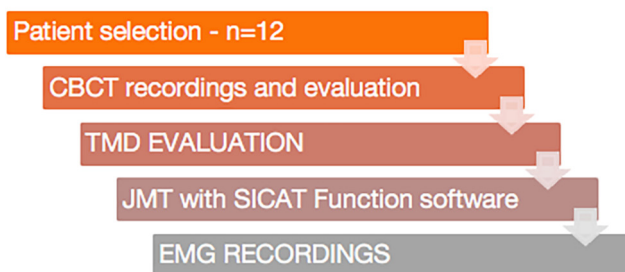 Patient selection - n=12
CBCT recordings and evaluation
TMD EVALUATION
JMT with SICAT Function software
EMG RECORDINGS